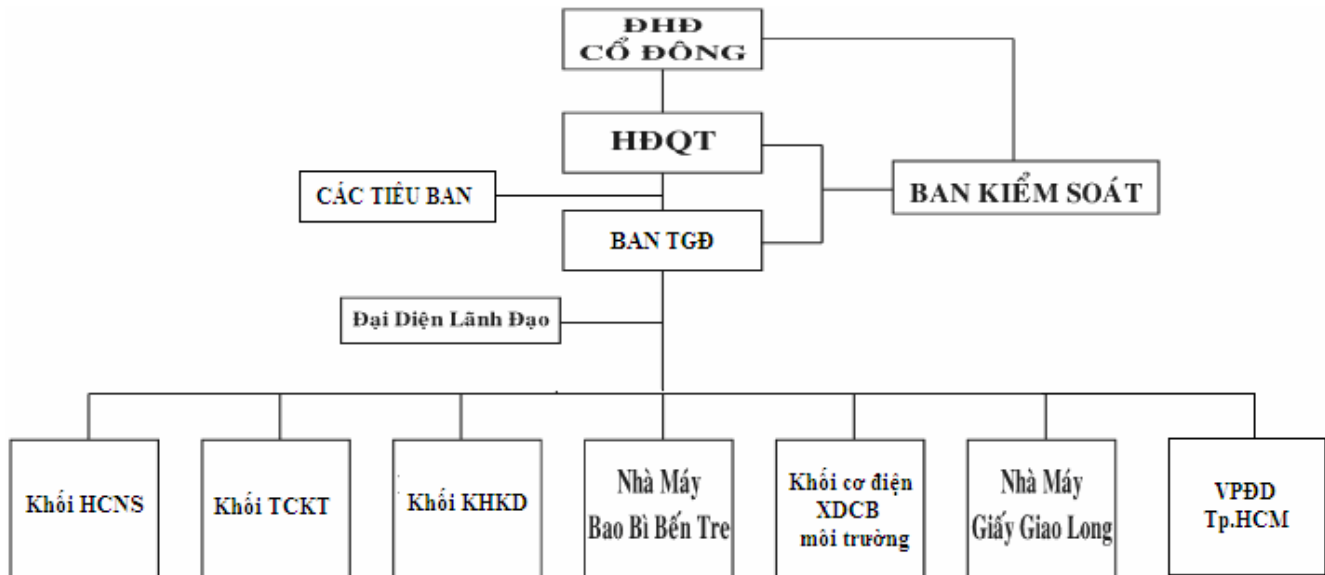 ĐHĐ
CỔ ĐÔNG
HĐQT
CÁC TIỂU BAN
BAN KIỂM SOÁT
BAN TGĐ
Đại Diện Lãnh Đạo
Khối HCNS
Khối TCKT
Khối KHKD
Nhà Máy
Bao Bì Bến Tre
Khối cơ điện
XDCB
môi trường
Nhà Máy
Giấy Giao Long
VPĐD
Tp.HCM